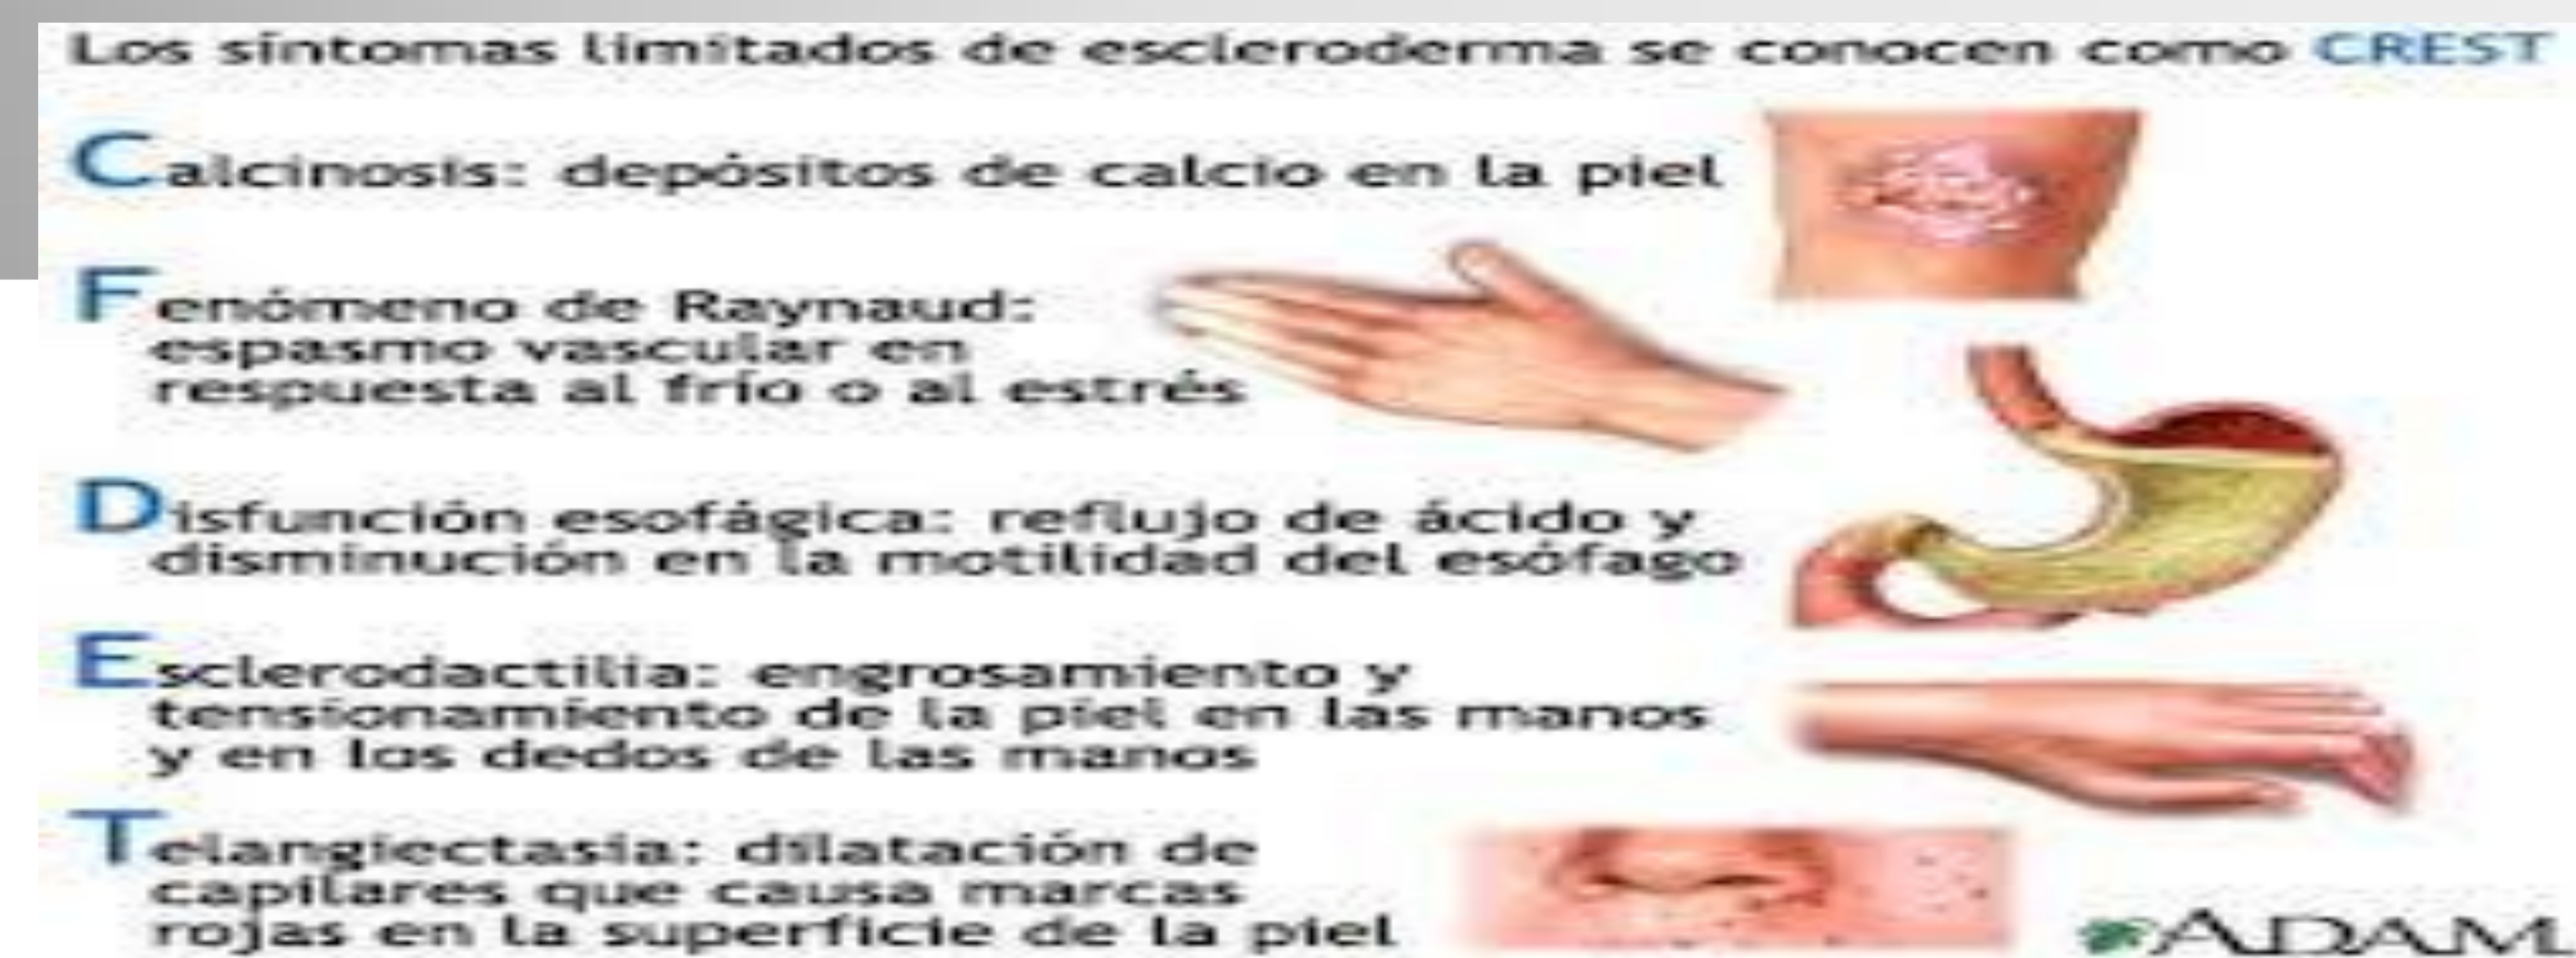 Los síntomas limitados de escleroderma se conocen como CREST
Calcinosis: depósitos de calcio en la piel
Fenómeno de Raynaud:
espasmo vascular en
respuesta al frío o al estrés
Disfunción esofágica: reflujo de ácido y
disminución en la motilidad del esófago
Esclerodactilia: engrosamiento y
tensionamiento de la piel en las manos
y en los dedos de las manos
Telangiectasia: dilatación de
capilares que causa marcas
rojas en la superficie de la piel
ADAM